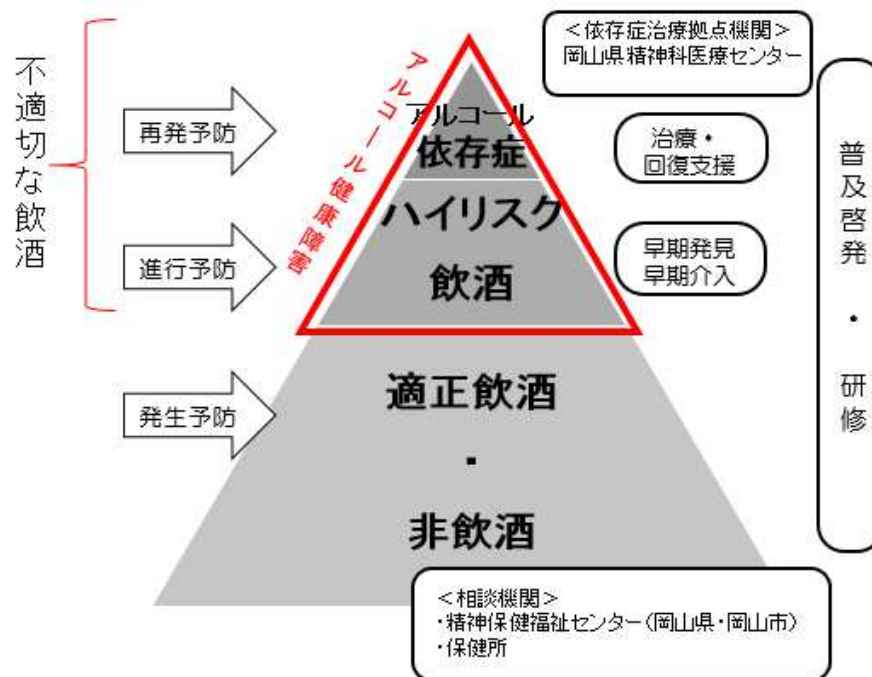 不適切な飲酒
再発予防
進行予防
発生予防
アルコール健康障害
アルコール
依存症
ハイリスク
飲酒
適正飲酒
・
非飲酒
＜依存症治療拠点機関＞
岡山県精神科医療センター
治療・
回復支援
早期発見
早期介入
普及啓発・研修
＜相談機関＞
・精神保健福祉センター(岡山県・岡山市)
・保健所